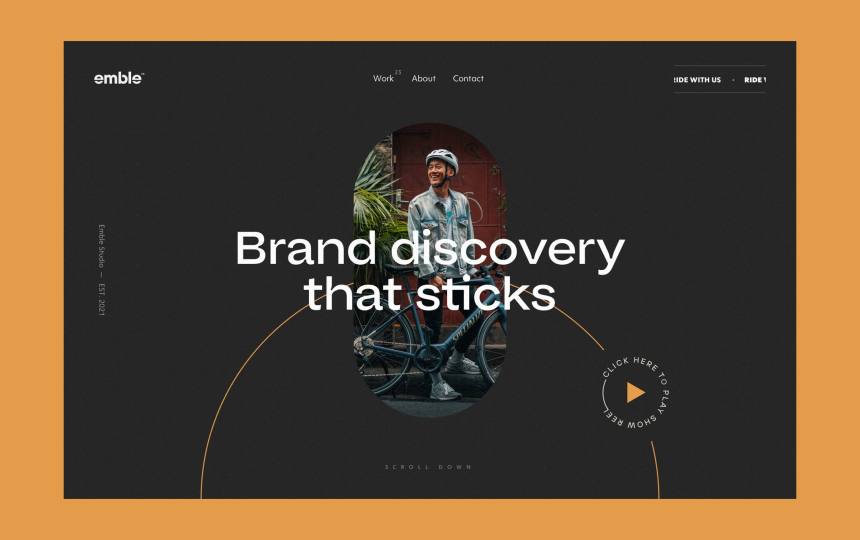 emble™
Work 25
About
Contact
RIDE WITH US
•
RIDE
Brand discovery
that sticks
Emble Studio — EST. 2021
CLICK HERE TO PLAY SHOW REEL
SCROLL DOWN